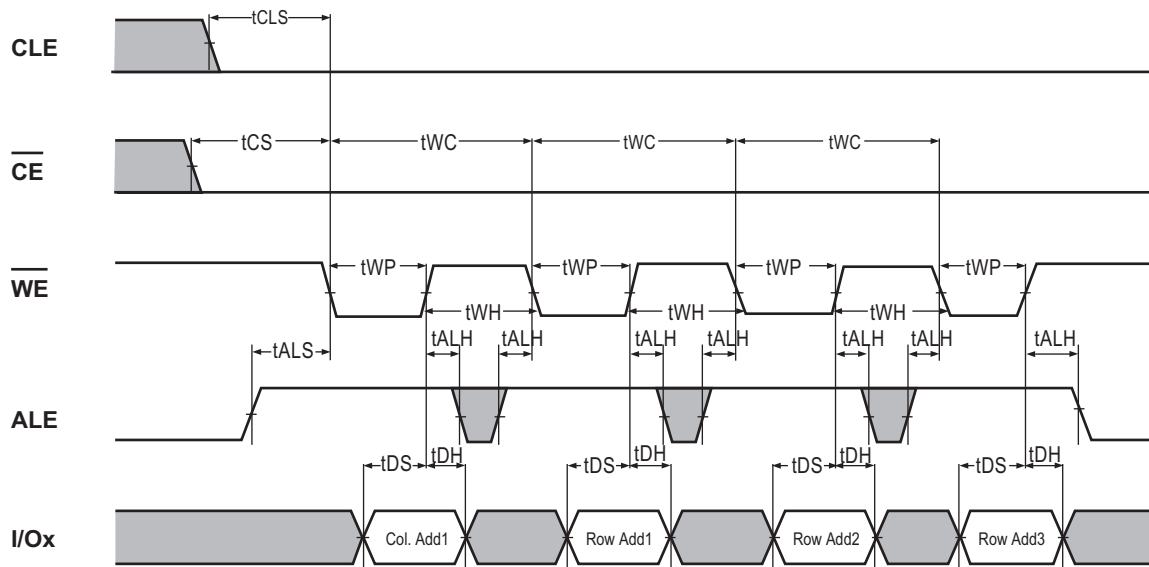 CLE
tCLS
CE
tCS
tWC
tWC
tWC
WE
tWP
tWP
tWP
tWP
tWH
tWH
tWH
tALS
tALH
tALH
tALH
tALH
tALH
tALH
tALH
ALE
tDS
tDH
tDS
tDH
tDS
tDH
tDS
tDH
I/Ox
Col. Add1
Row Add1
Row Add2
Row Add3